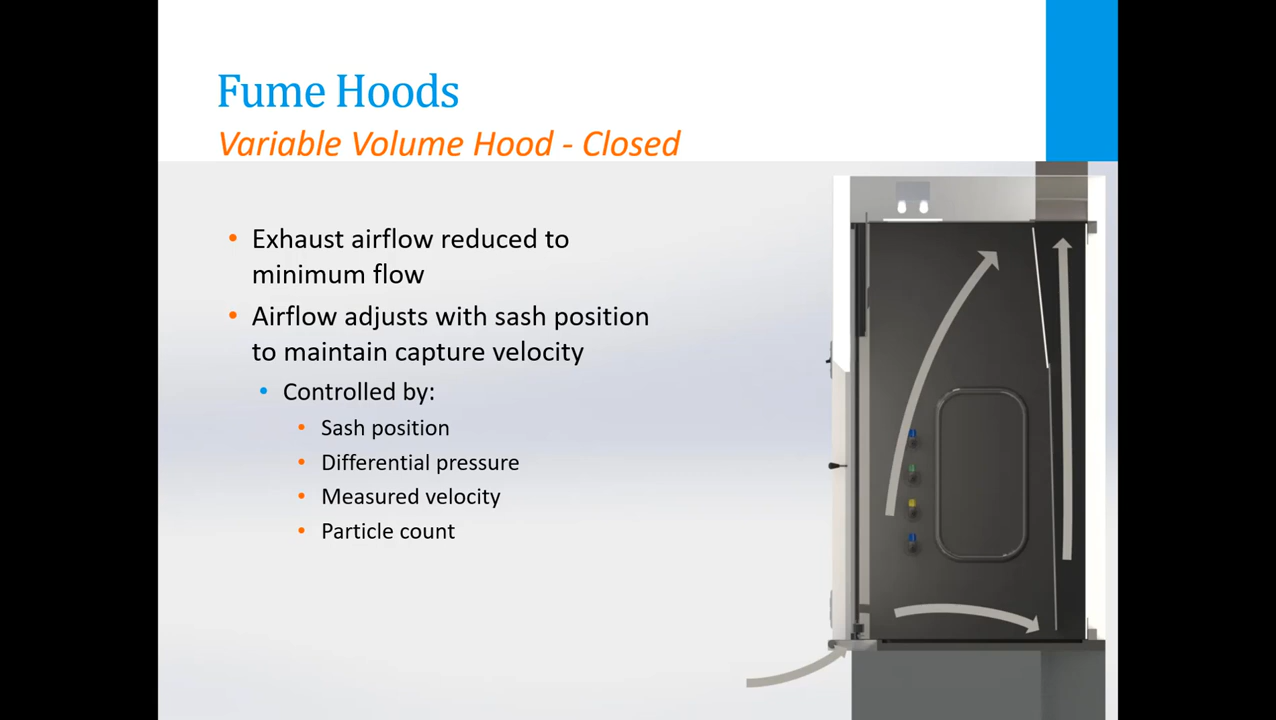 Fume Hoods
Variable Volume Hood - Closed
• Exhaust airflow reduced to
minimum flow
• Airflow adjusts with sash position
to maintain capture velocity
• Controlled by:
• Sash position
• Differential pressure
• Measured velocity
• Particle count